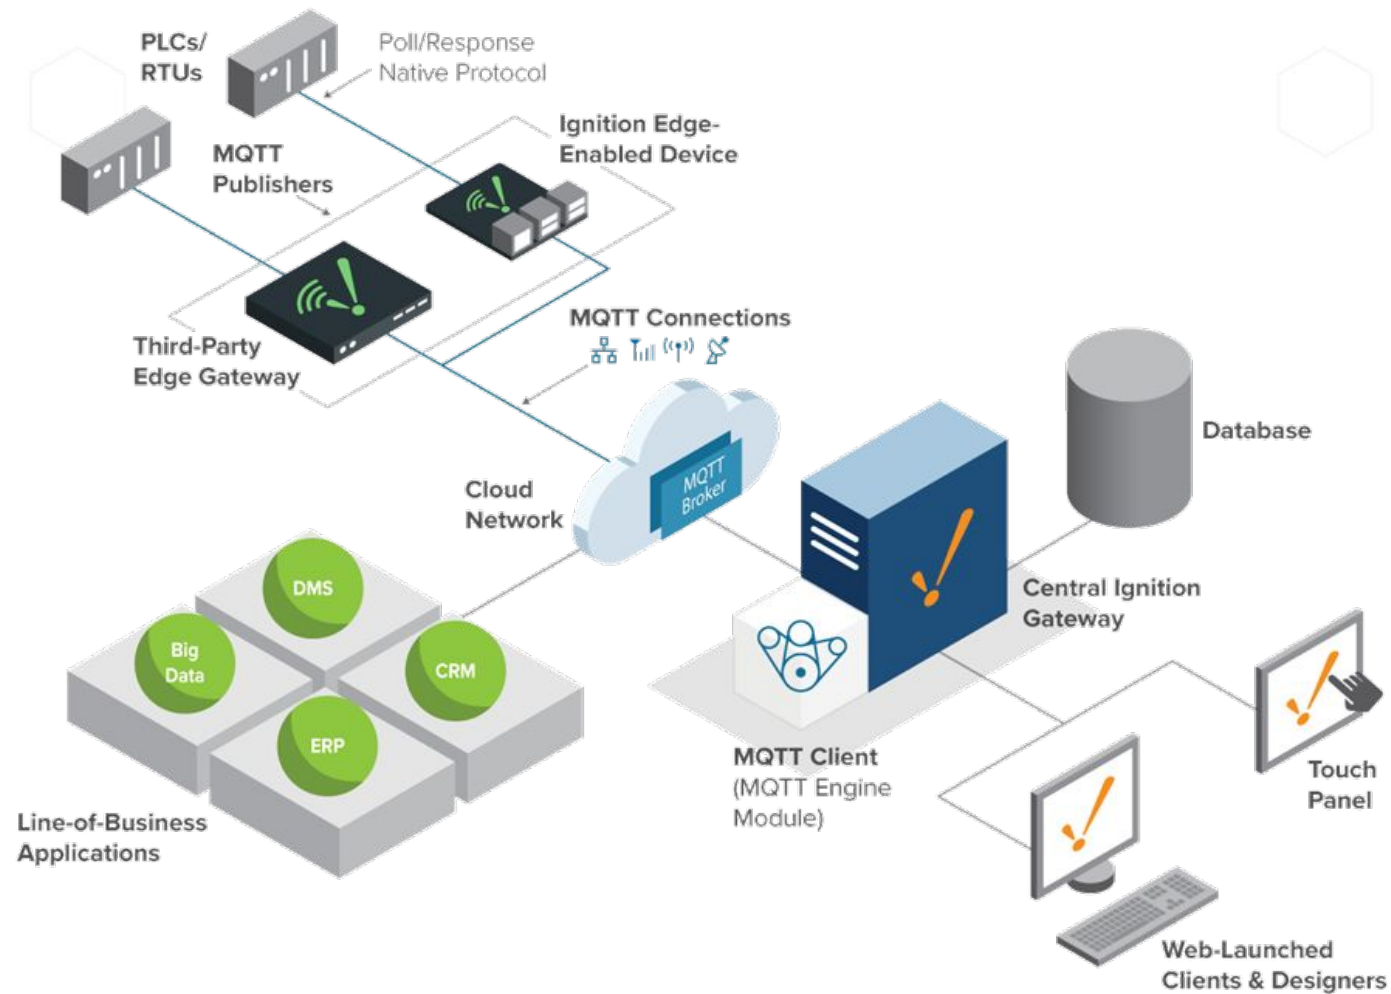 PLCs/
RTUs
Poll/Response
Native Protocol
MQTT
Publishers
Ignition Edge-
Enabled Device
Third-Party
Edge Gateway
MQTT Connections
MQTT
Broker
Cloud
Network
Database
Central Ignition
Gateway
DMS
Big
Data
CRM
ERP
Line-of-Business
Applications
MQTT Client
(MQTT Engine
Module)
Touch
Panel
Web-Launched
Clients & Designers